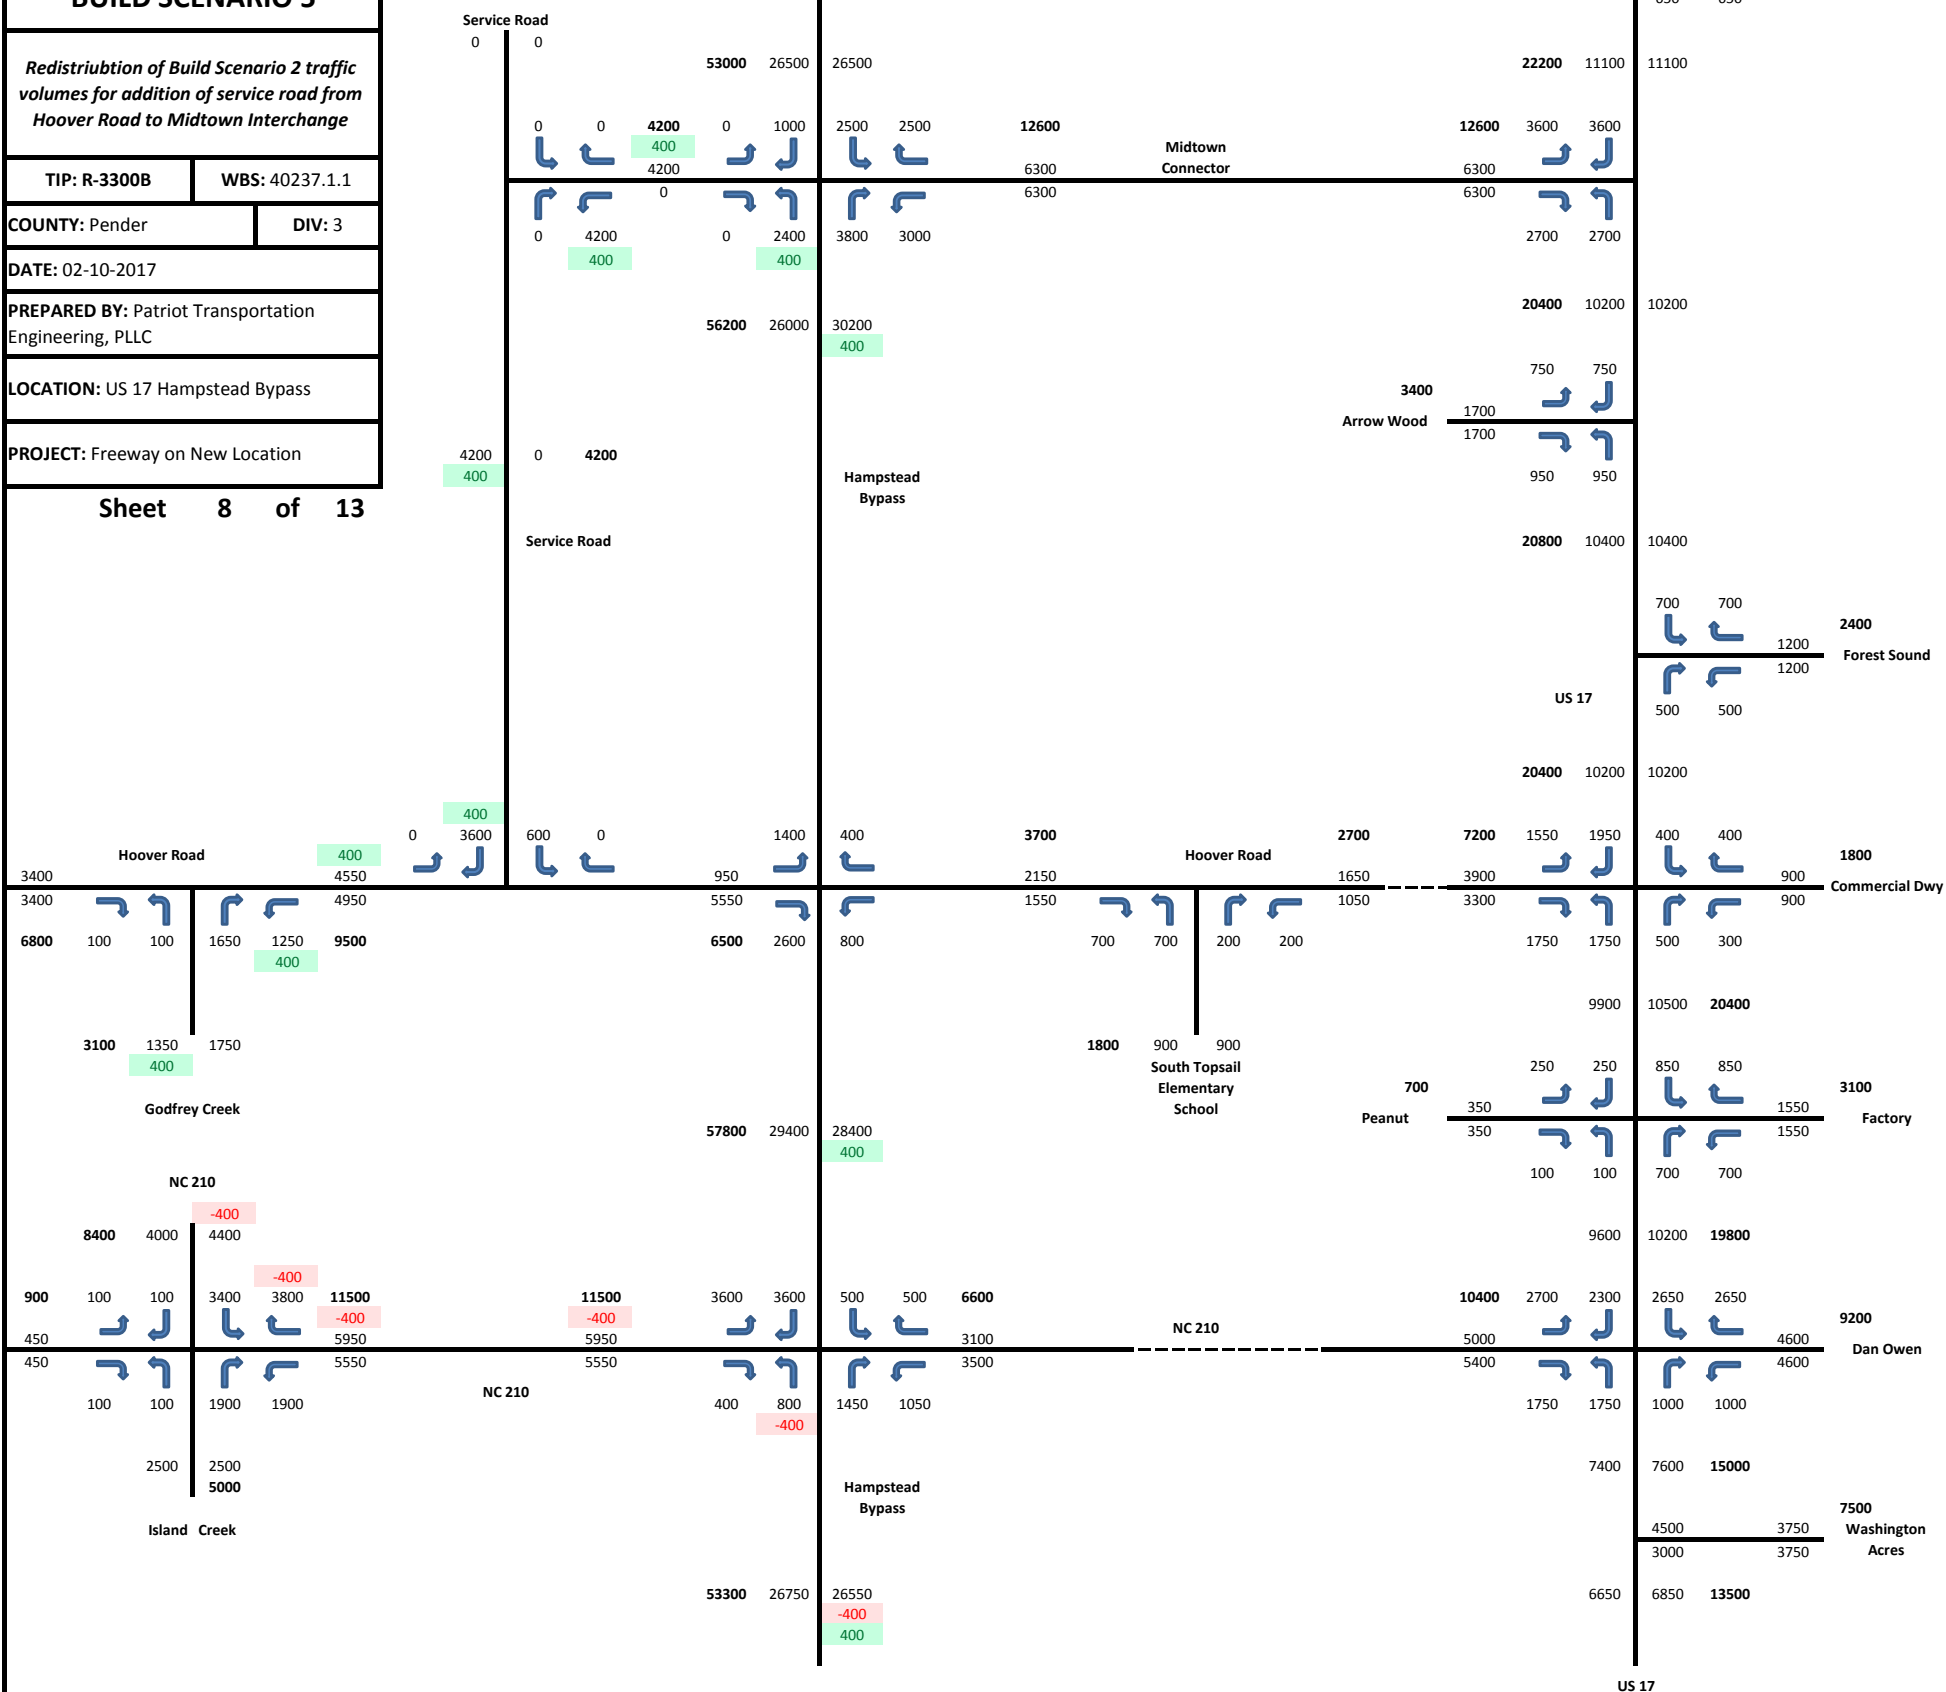 BUILD SCENARIO 3
Redistriubtion of Build Scenario 2 traffic
volumes for addition of service road from
Hoover Road to Midtown Interchange
TIP: R-3300B WBS: 40237.1.1
COUNTY: Pender DIV: 3
DATE: 02-10-2017
PREPARED BY: Patriot Transportation
Engineering, PLLC
LOCATION: US 17 Hampstead Bypass
PROJECT: Freeway on New Location
Sheet 8 of 13
Service Road
0 0
53000 26500 26500 22200 11100 11100
0 0 4200 0 1000 2500 2500 12600 12600 3600 3600
400
Midtown
4200 6300 Connector 6300
0 6300 6300
0 4200 0 2400 3800 3000 2700 2700
400 400
20400 10200 10200
56200 26000 30200
400
750 750
3400
1700
Arrow Wood
1700
4200 0 4200
400 950 950
Hampstead
Bypass
Service Road 20800 10400 10400
700 700
2400
1200
Forest Sound
1200
US 17
500 500
20400 10200 10200
400
0 3600 600 0 1400 400 3700 2700 7200 1550 1950 400 400
Hoover Road 400 Hoover Road 1800
3400 4550 950 2150 1650 3900 900
Commercial Dwy
3400 4950 5550 1550 1050 3300 900
6800 100 100 1650 1250 9500 6500 2600 800 700 700 200 200 1750 1750 500 300
400
9900 10500 20400
3100 1350 1750 1800 900 900
400
South Topsail
Elementary
School
250 250 850 850
700 3100
350 1550
Godfrey Creek Peanut Factory
350 1550
57800 29400 28400
400
100 100 700 700
NC 210
-400
8400 4000 4400 9600 10200 19800
-400
900 100 100 3400 3800 11500 11500 3600 3600 500 500 6600 10400 2700 2300 2650 2650
-400 -400 NC 210 9200
450 5950 5950 3100 5000 4600
Dan Owen
450 5550 5550 3500 5400 4600
NC 210
100 100 1900 1900 400 800 1450 1050 1750 1750 1000 1000
-400
2500 2500 7400 7600 15000
5000
Hampstead
Bypass
7500
Island Creek 4500 3750 Washington
3000 3750 Acres
53300 26750 26550 6650 6850 13500
-400
400
US 17